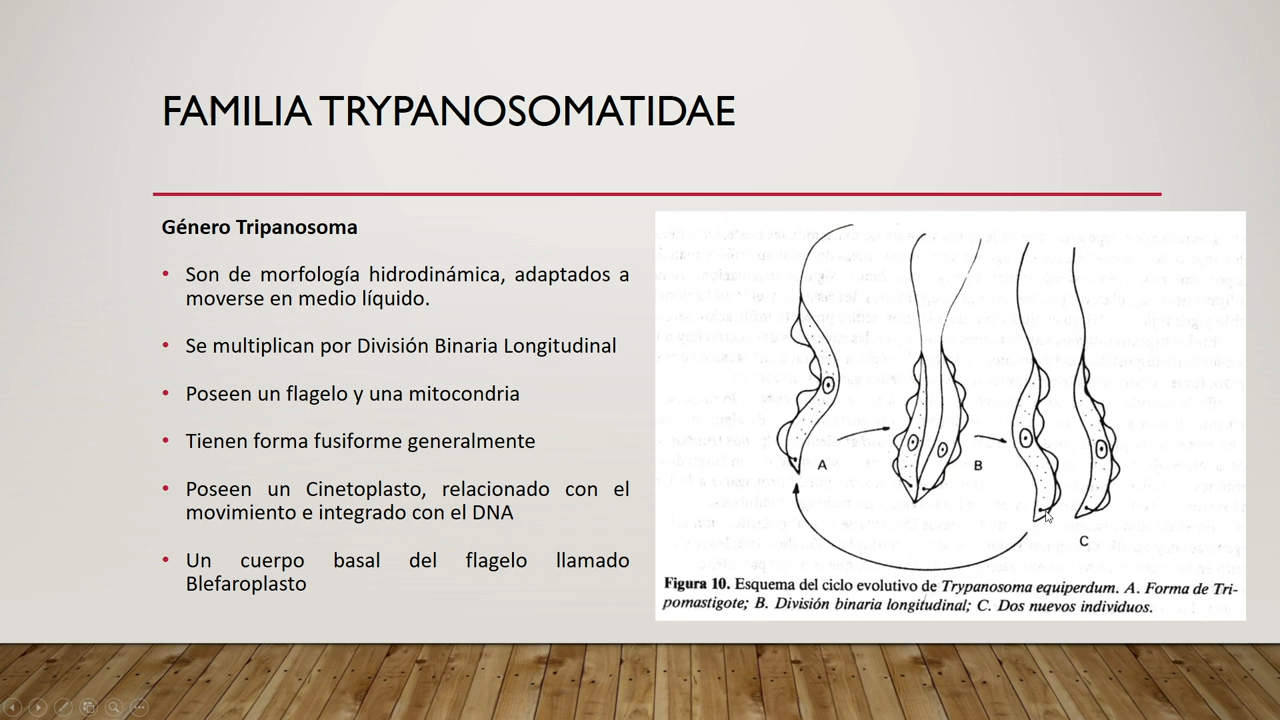 FAMILIA TRYPANOSOMATIDAE
Género Tripanosoma
• Son de morfología hidrodinámica, adaptados a
moverse en medio líquido.
• Se multiplican por División Binaria Longitudinal
• Poseen un flagelo y una mitocondria
• Tienen forma fusiforme generalmente
• Poseen un Cinetoplasto, relacionado con el
movimiento e integrado con el DNA
• Un cuerpo basal del flagelo llamado
Blefaroplasto
A
B
C
Figura 10. Esquema del ciclo evolutivo de Trypanosoma equiperdum. A. Forma de Tri-
pomastigote; B. División binaria longitudinal; C. Dos nuevos individuos.